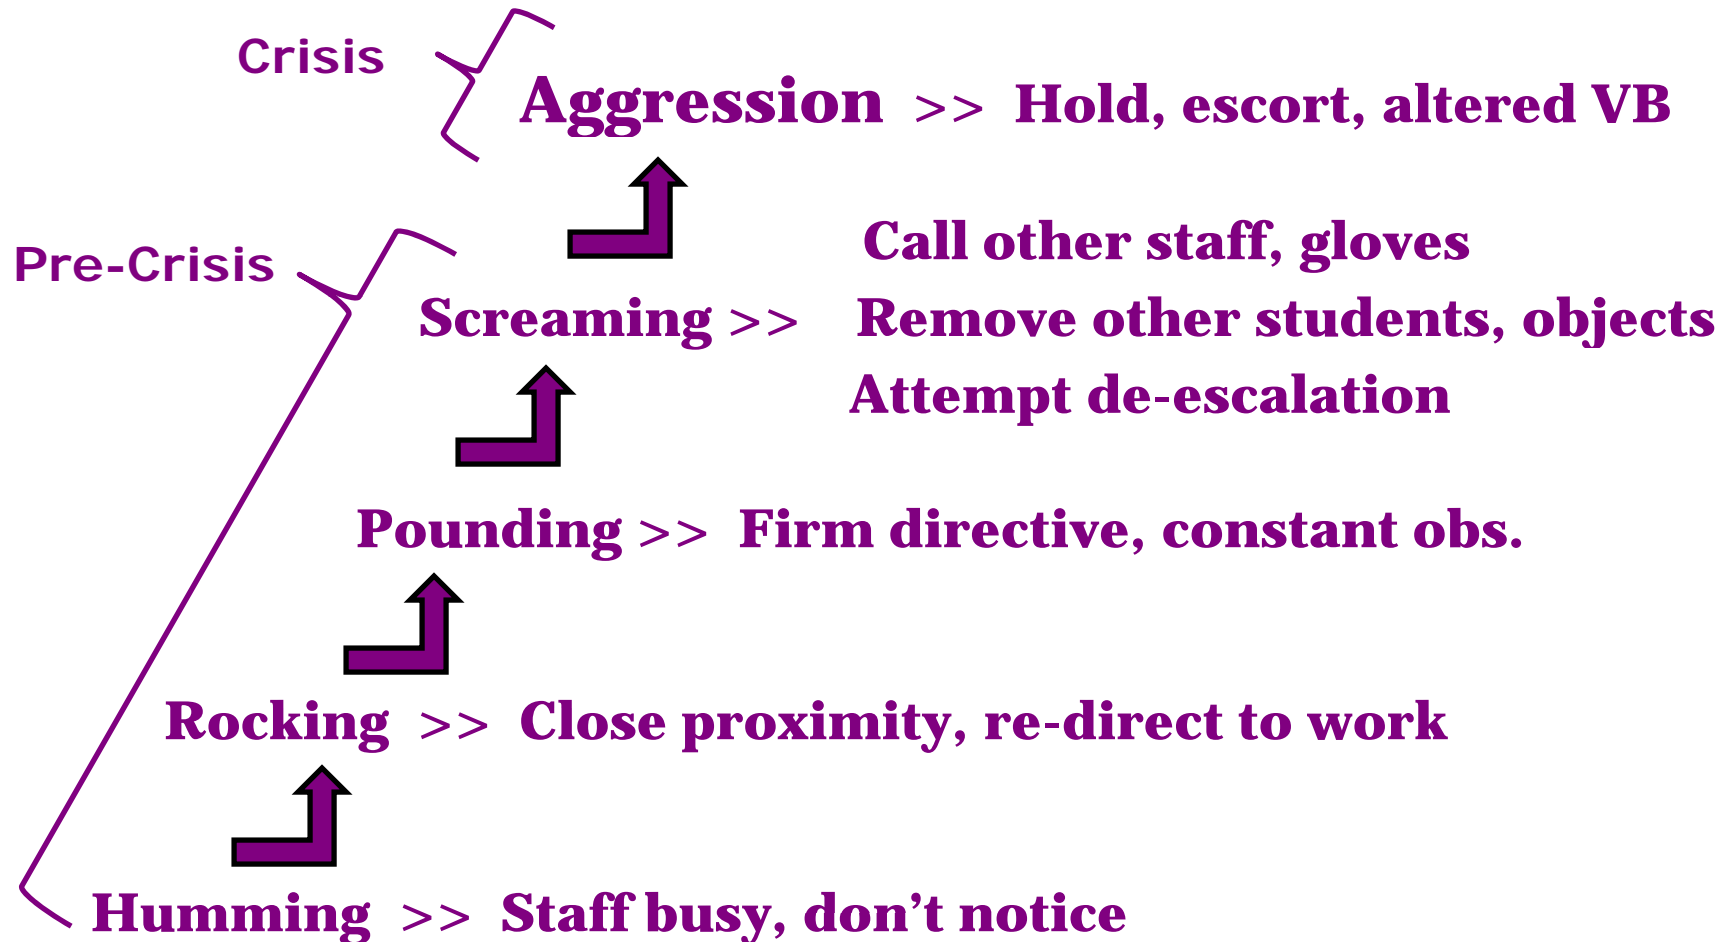 Crisis
Aggression >> Hold, escort, altered VB
Call other staff, gloves
Pre-Crisis
Screaming >> Remove other students, objects
Attempt de-escalation
Pounding >> Firm directive, constant obs.
Rocking >> Close proximity, re-direct to work
Humming >> Staff busy, don’t notice